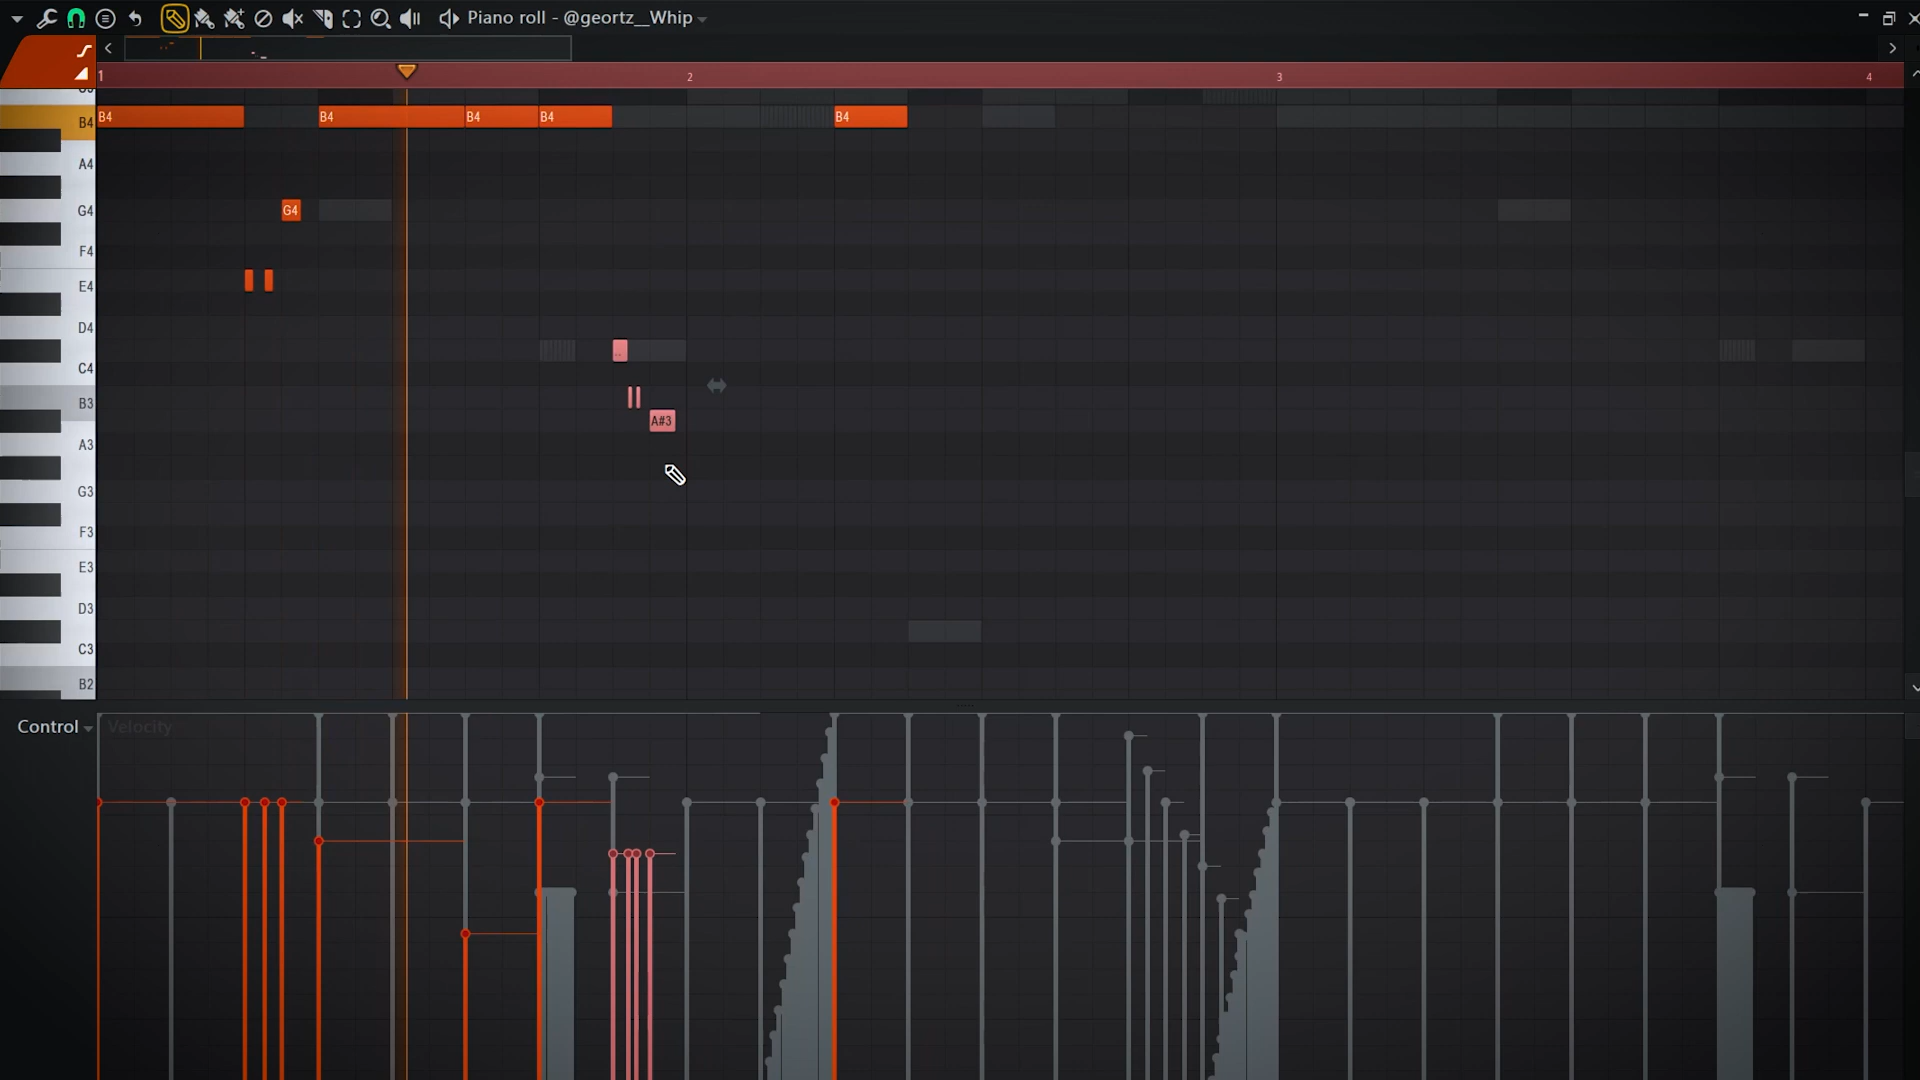 Piano roll - @geortz__Whip
1 2 3 4
B4 B4 B4 B4 B4
B4
A4
G4 G4
F4
E4
D4
C4
B3
A#3
A3
G3
F3
E3
D3
C3
B2
Control Velocity